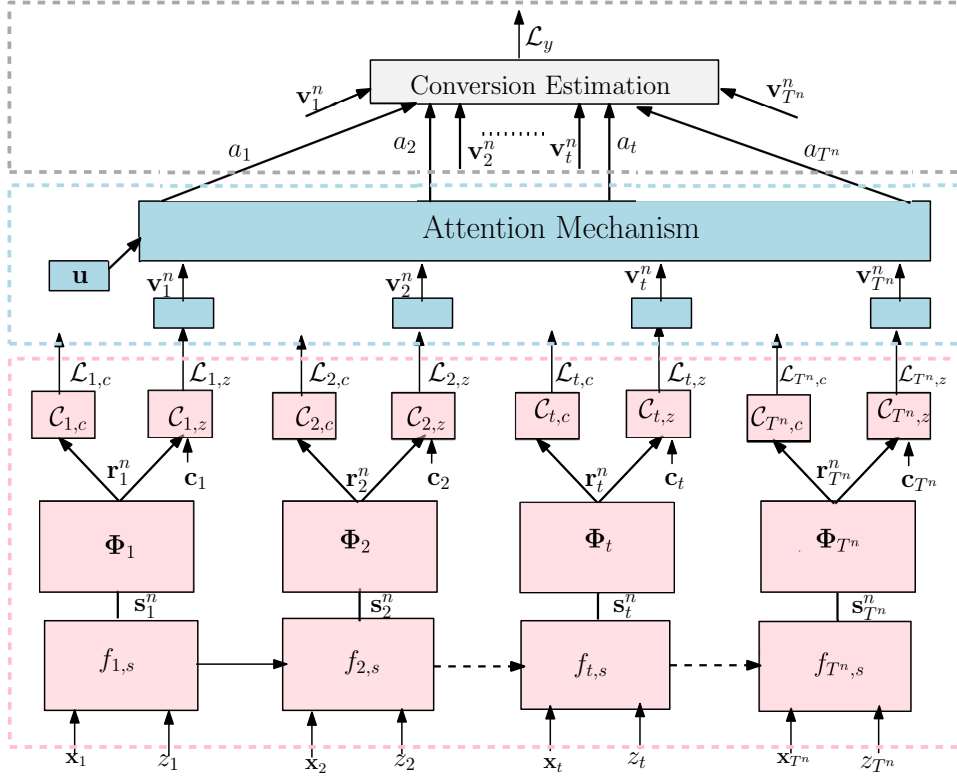 𝓛_y
Conversion Estimation
𝐯_1^n 𝐯_{T^n}^n
a_1 a_2 𝐯_2^n ........... 𝐯_t^n a_t a_{T^n}
Attention Mechanism
𝐮
𝐯_1^n 𝐯_2^n 𝐯_t^n 𝐯_{T^n}^n
𝓛_{1,c} 𝓛_{1,z} 𝓛_{2,c} 𝓛_{2,z} 𝓛_{t,c} 𝓛_{t,z} 𝓛_{T^n,c} 𝓛_{T^n,z}
𝒞_{1,c} 𝒞_{1,z} 𝒞_{2,c} 𝒞_{2,z} 𝒞_{t,c} 𝒞_{t,z} 𝒞_{T^n,c} 𝒞_{T^n,z}
𝐫_1^n 𝐜_1 𝐫_2^n 𝐜_2 𝐫_t^n 𝐜_t 𝐫_{T^n}^n 𝐜_{T^n}
𝚽_1 𝚽_2 𝚽_t 𝚽_{T^n}
𝐬_1^n 𝐬_2^n 𝐬_t^n 𝐬_{T^n}^n
f_{1,s} f_{2,s} f_{t,s} f_{T^n,s}
𝐱_1 z_1 𝐱_2 z_2 𝐱_t z_t 𝐱_{T^n} z_{T^n}